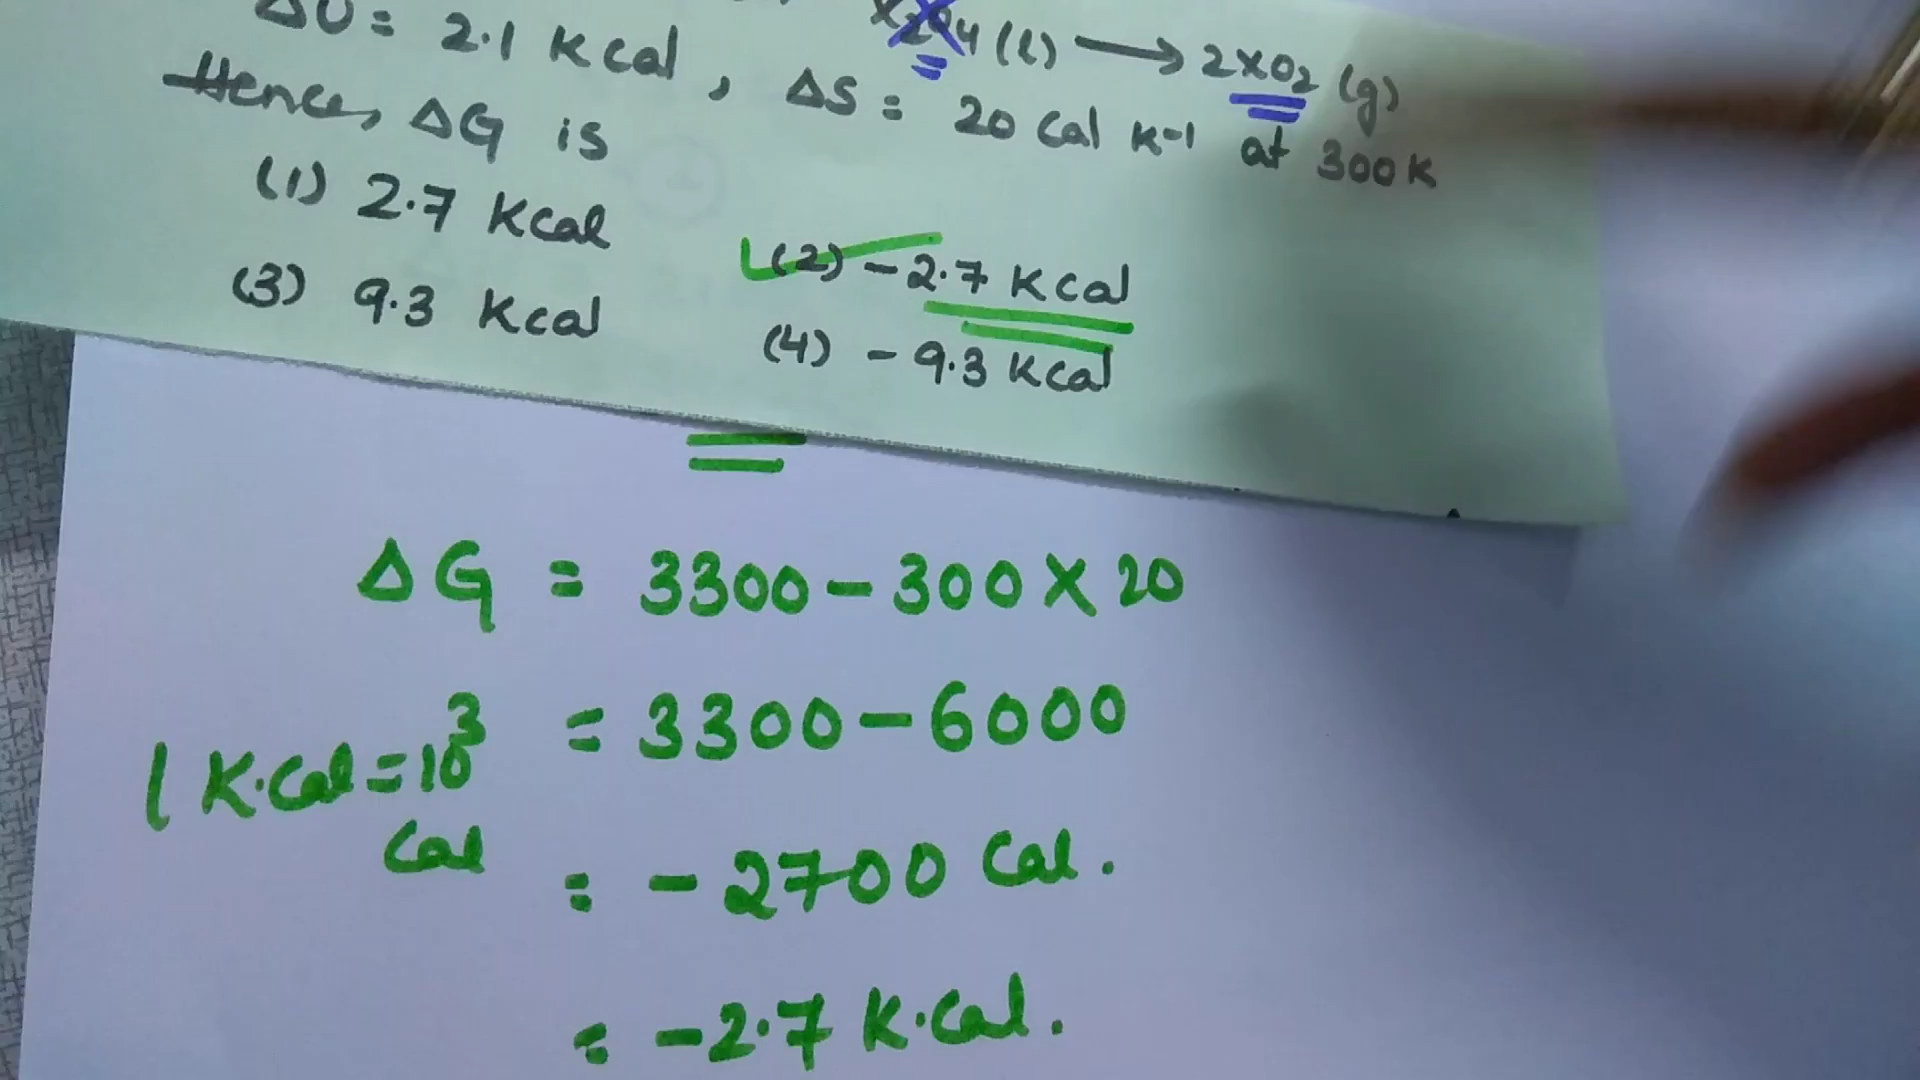 ΔU = 2.1 Kcal, ΔS = 20 Cal K-1 at 300K
X2O4 (l) → 2XO2 (g)
Hence, ΔG is
(1) 2.7 Kcal
(2) -2.7 Kcal
(3) 9.3 Kcal
(4) -9.3 Kcal
ΔG = 3300 - 300 X 20
= 3300 - 6000
1 K.Cal = 10³
Cal
= -2700 Cal.
= -2.7 K.Cal.